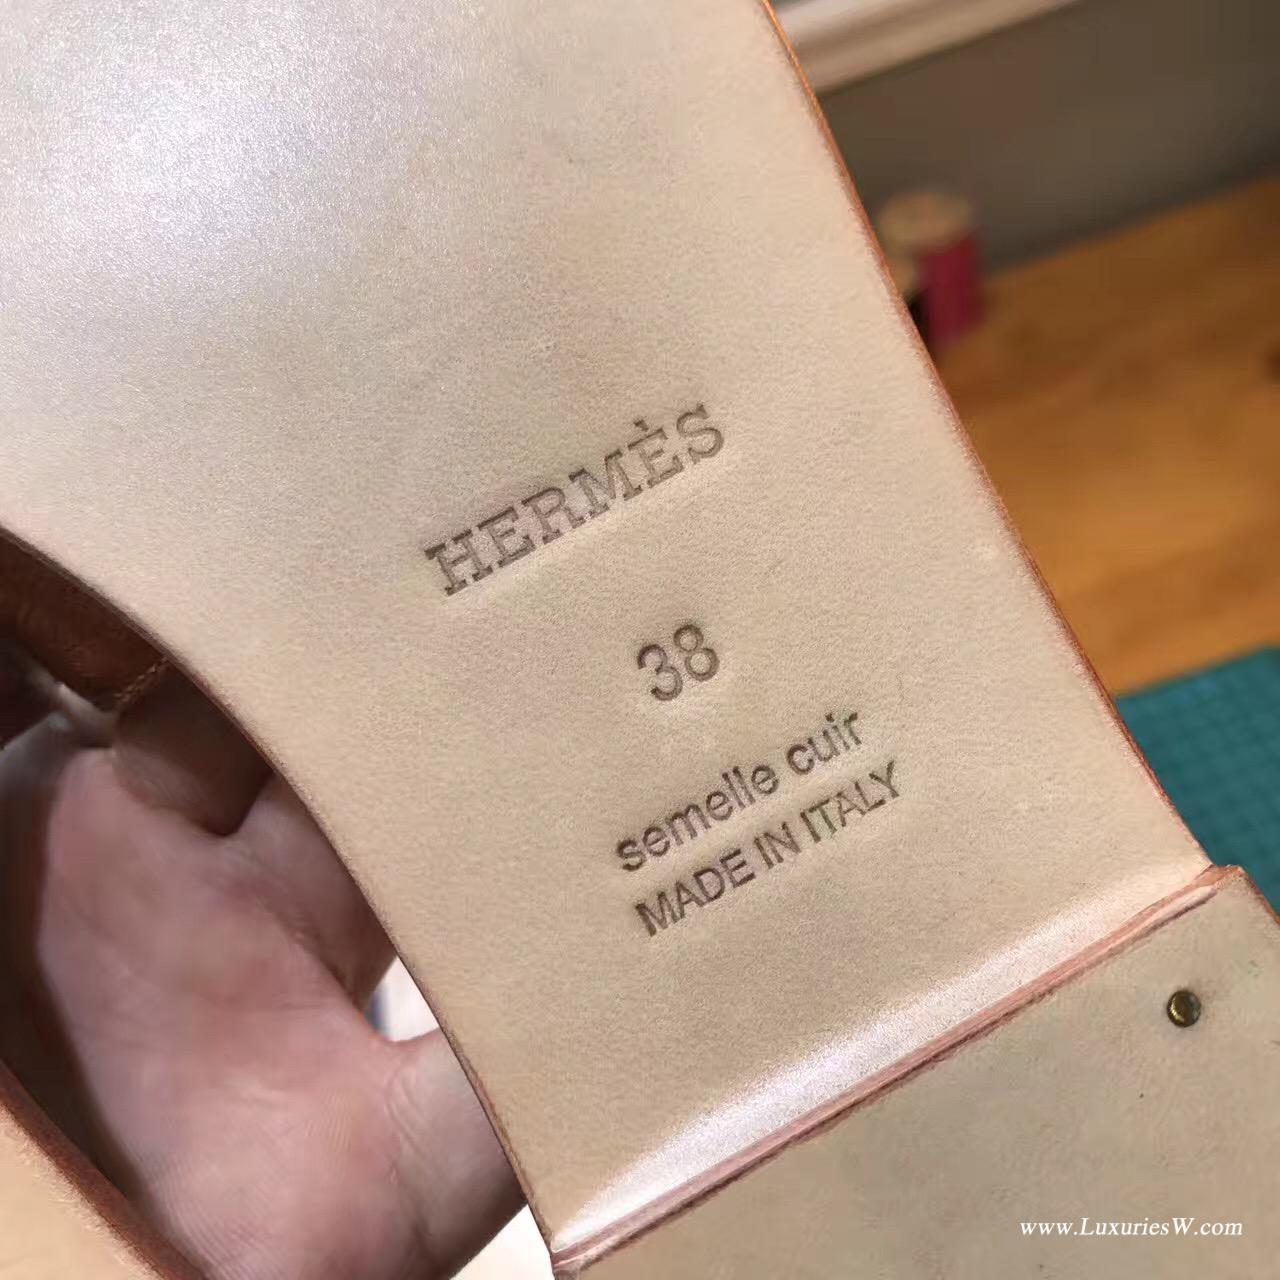 HERMÈS
38
semelle cuir
MADE IN ITALY
www.LuxuriesW.com